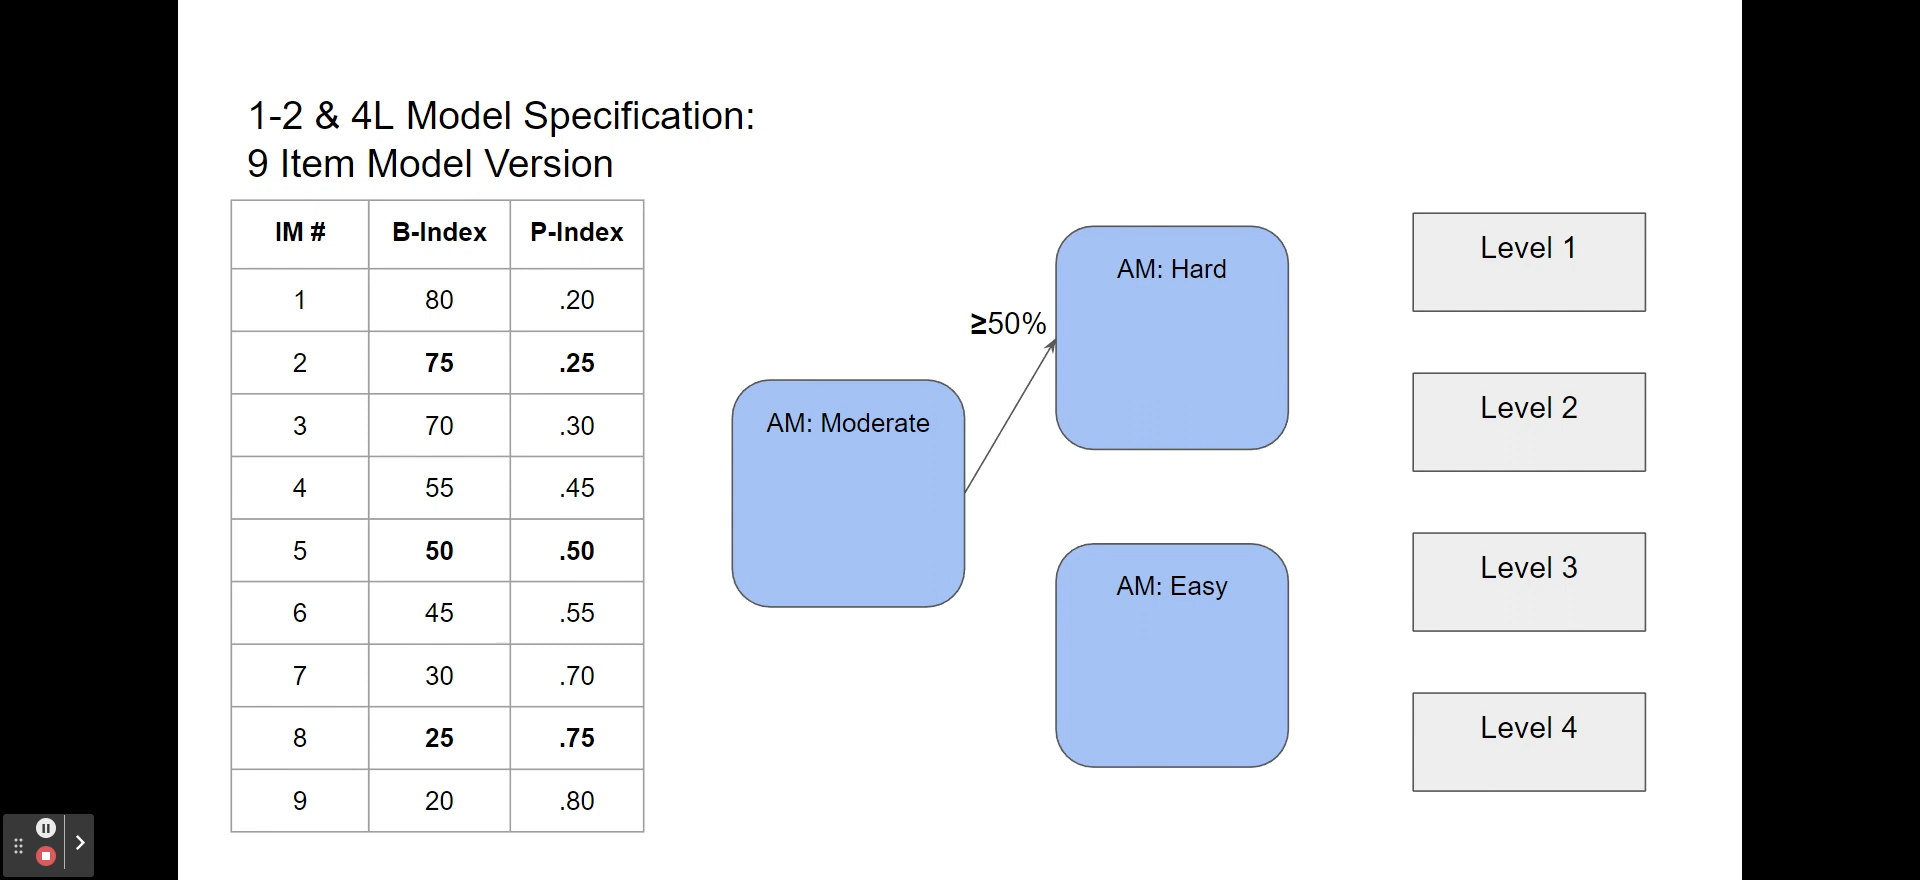 1-2 & 4L Model Specification:
9 Item Model Version
IM # B-Index P-Index
1 80 .20
2 75 .25
3 70 .30
4 55 .45
5 50 .50
6 45 .55
7 30 .70
8 25 .75
9 20 .80
AM: Moderate
≥50%
AM: Hard
AM: Easy
Level 1
Level 2
Level 3
Level 4